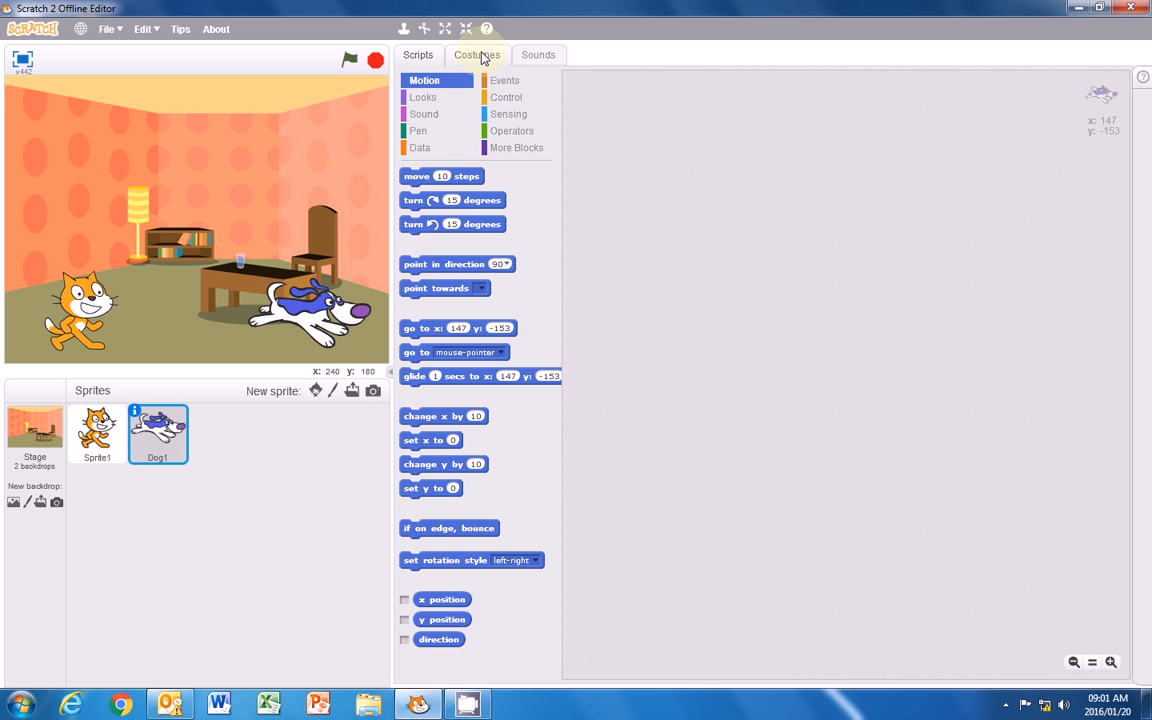 Scratch 2 Offline Editor
SCRATCH File Edit Tips About
v442
Scripts Costumes Sounds
Motion Events
Looks Control
Sound Sensing
Pen Operators
Data More Blocks
x: 147
y: -153
move 10 steps
turn 15 degrees
turn 15 degrees
point in direction 90
point towards
go to x: 147 y: -153
go to mouse-pointer
glide 1 secs to x: 147 y: -153
change x by 10
set x to 0
change y by 10
set y to 0
if on edge, bounce
set rotation style left-right
x position
y position
direction
x: 240 y: 180
Sprites New sprite:
Stage
2 backdrops
New backdrop:
Sprite1
Dog1
09:01 AM
2016/01/20